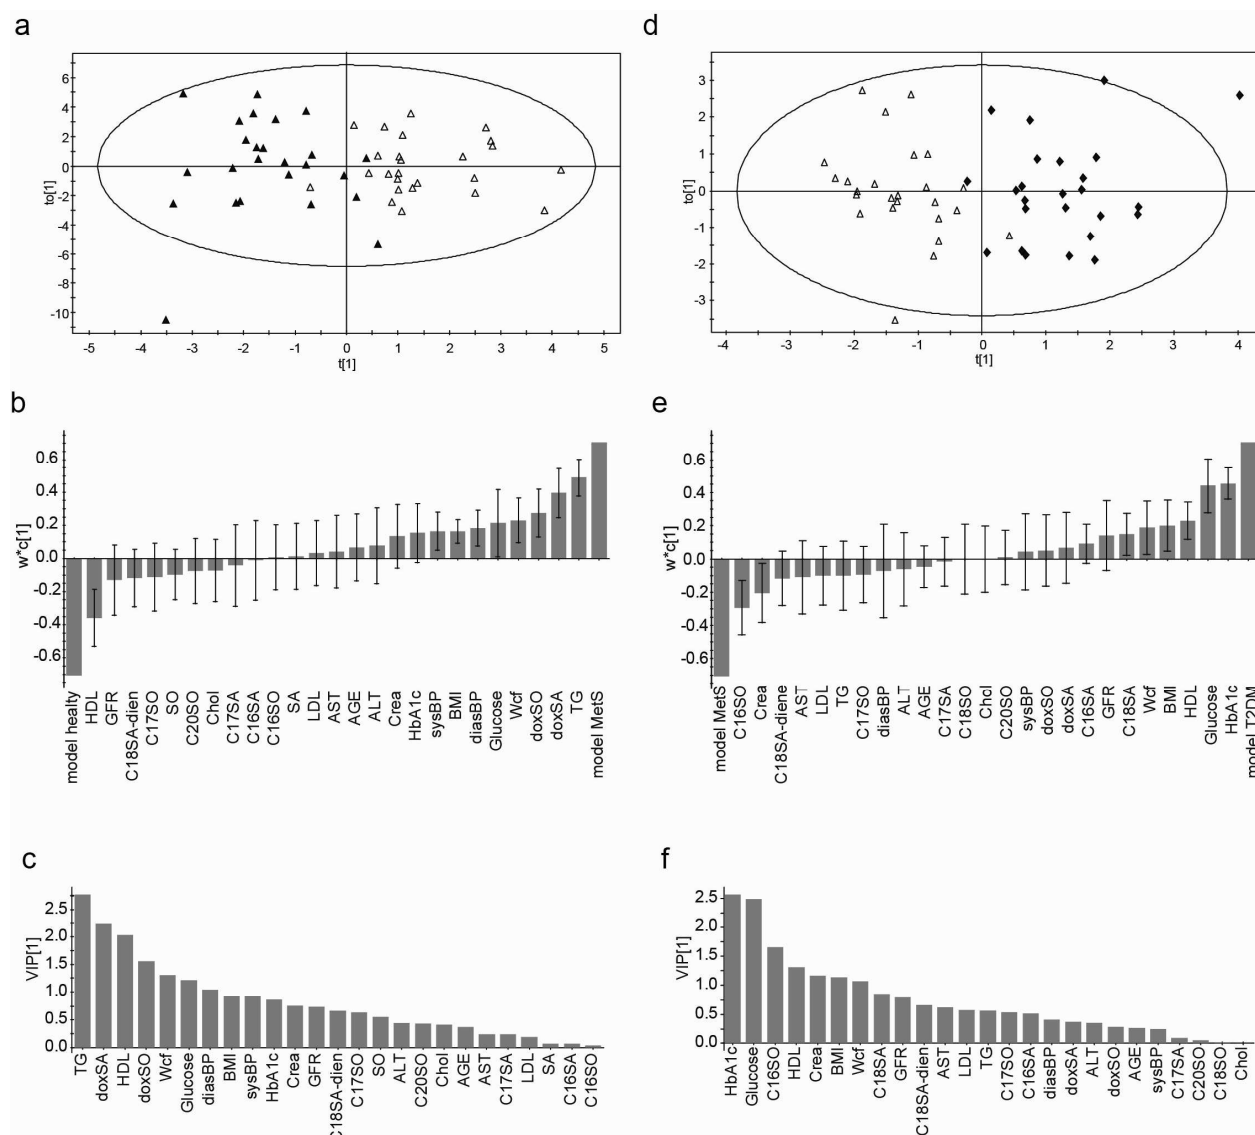 a
to[1]
6
4
2
0
-2
-4
-6
-8
-10
-5 -4 -3 -2 -1 0 1 2 3 4 5
t[1]
d
to[1]
3
2
1
0
-1
-2
-3
-4 -2 0 1 2 3 4
t[1]
b
w*c[1]
0.6
0.4
0.2
0.0
-0.2
-0.4
-0.6
model healty
HDL
GFR
C18SA-dien
C17SO
SO
C20SO
Chol
C17SA
C16SA
C16SO
SA
LDL
AST
AGE
ALT
Crea
HbA1c
sysBP
BMI
diasBP
Glucose
Wcf
doxSO
doxSA
TG
model MetS
e
w*c[1]
0.6
0.4
0.2
0.0
-0.2
-0.4
-0.6
model MetS
C16SO
Crea
C18SA-diene
AST
LDL
TG
C17SO
diasBP
ALT
AGE
C17SA
C18SO
Chol
C20SO
sysBP
doxSO
doxSA
C16SA
GFR
C18SA
Wcf
BMI
HDL
Glucose
HbA1c
model T2DM
c
VIP[1]
2.5
2.0
1.5
1.0
0.5
0.0
TG
doxSA
HDL
doxSO
Wcf
Glucose
diasBP
BMI
sysBP
HbA1c
Crea
GFR
C18SA-dien
C17SO
SO
ALT
C20SO
Chol
AGE
AST
C17SA
LDL
SA
C16SA
C16SO
f
VIP[1]
2.5
2.0
1.5
1.0
0.5
0.0
HbA1c
Glucose
C16SO
HDL
Crea
BMI
Wcf
C18SA
GFR
C18SA-dien
AST
LDL
TG
C17SO
C16SA
diasBP
doxSA
ALT
doxSO
AGE
sysBP
C17SA
C20SO
C18SO
Chol